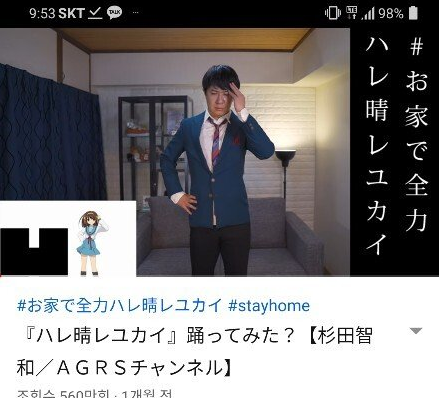 9:53 SKT TALK ... 98%
#お家で全力
ハレ晴レユカイ
#お家で全力ハレ晴レユカイ #stayhome
『ハレ晴レユカイ』踊ってみた？【杉田智
和／ＡＧＲＳチャンネル】
조회수 560만회 · 1개월 전